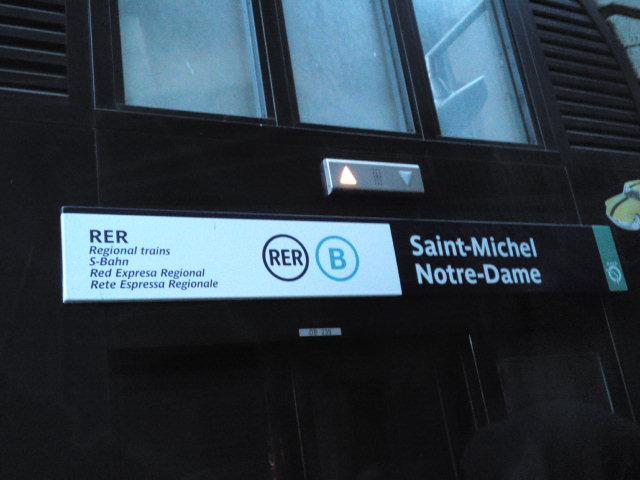 RER
Regional trains
S-Bahn
Red Expresa Regional
Rete Espressa Regionale
RER B
Saint-Michel
Notre-Dame